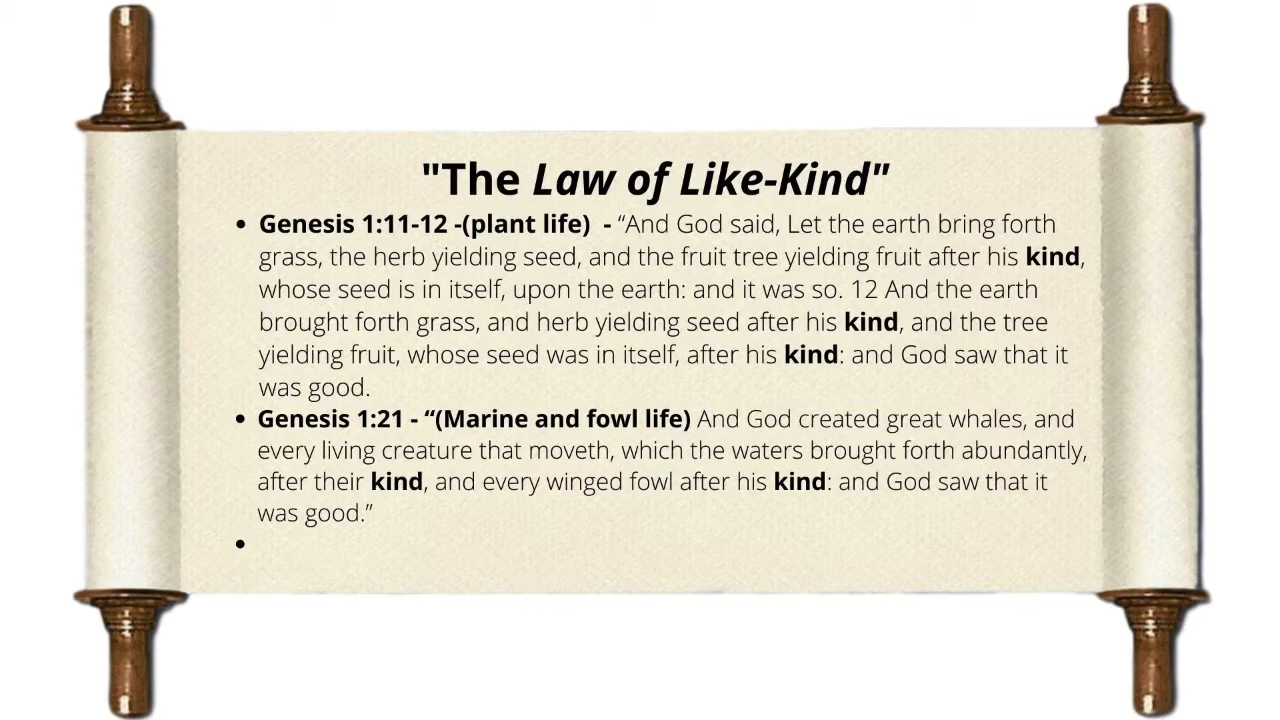 "The Law of Like-Kind"
• Genesis 1:11-12 -(plant life)  - “And God said, Let the earth bring forth
grass, the herb yielding seed, and the fruit tree yielding fruit after his kind,
whose seed is in itself, upon the earth: and it was so. 12 And the earth
brought forth grass, and herb yielding seed after his kind, and the tree
yielding fruit, whose seed was in itself, after his kind: and God saw that it
was good.
• Genesis 1:21 - “(Marine and fowl life) And God created great whales, and
every living creature that moveth, which the waters brought forth abundantly,
after their kind, and every winged fowl after his kind: and God saw that it
was good.”
•